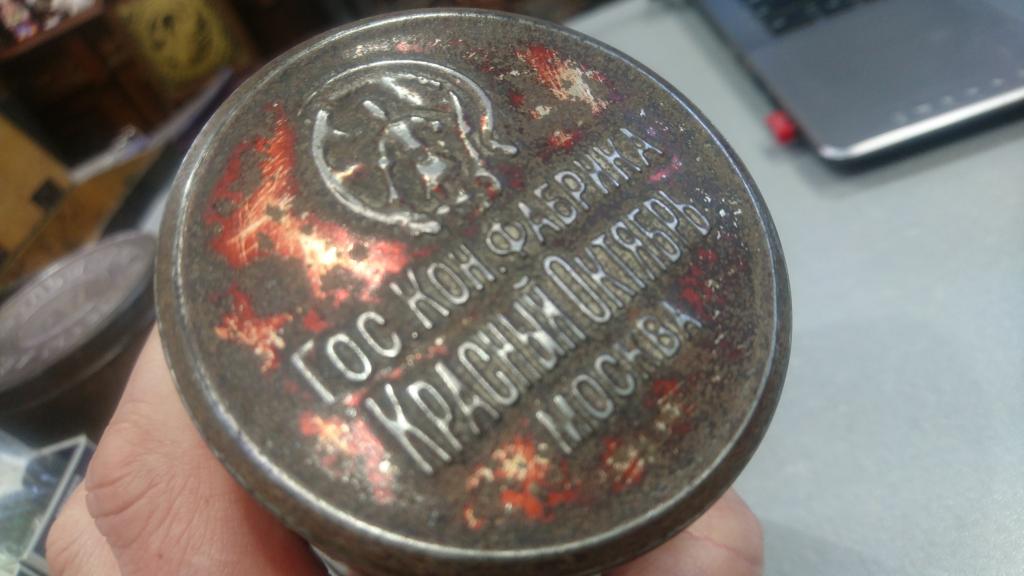 Гос. Кон. Фабрика
Красный Октябрь
Москва